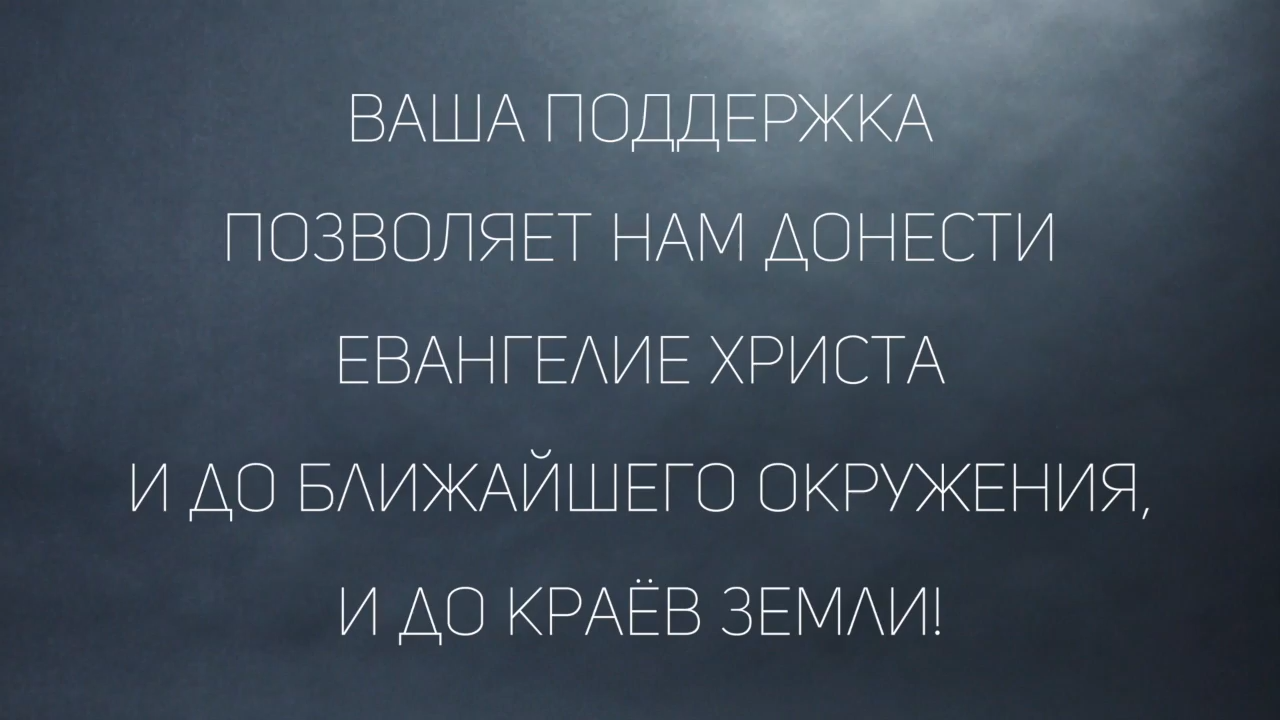 ВАША ПОДДЕРЖКА
ПОЗВОЛЯЕТ НАМ ДОНЕСТИ
ЕВАНГЕЛИЕ ХРИСТА
И ДО БЛИЖАЙШЕГО ОКРУЖЕНИЯ,
И ДО КРАЁВ ЗЕМЛИ!